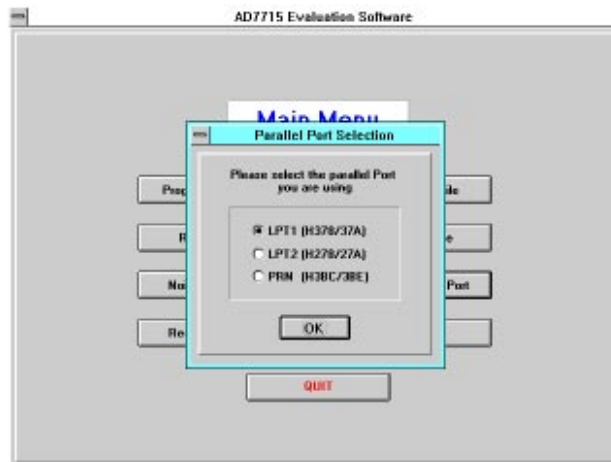 AD7715 Evaluation Software
Main Menu
Parallel Port Selection
Please select the parallel Port
you are using
LPT1 (H378/37A)
LPT2 (H278/27A)
PRN (H3BC/3BE)
OK
Port
QUIT